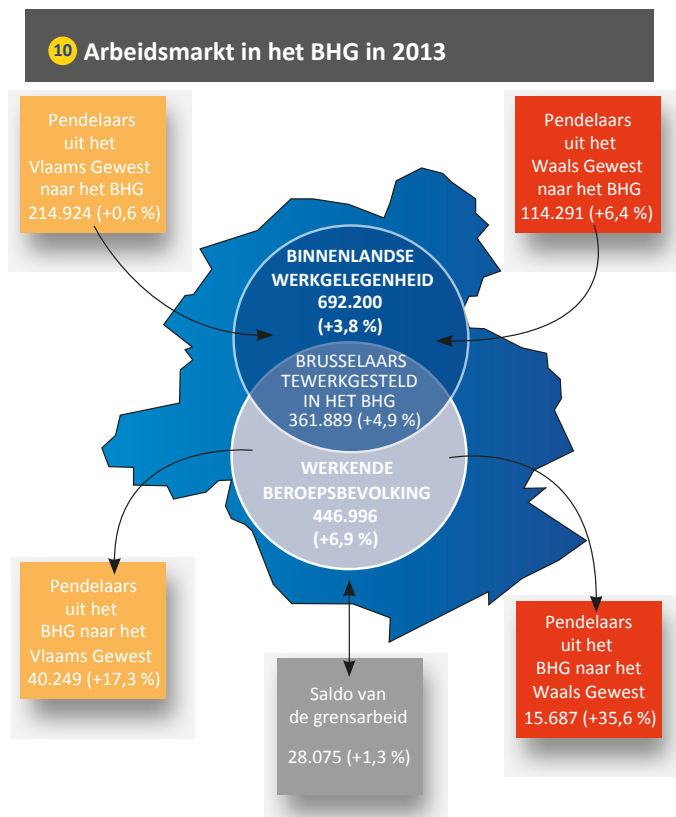 10 Arbeidsmarkt in het BHG in 2013
Pendelaars
uit het
Vlaams Gewest
naar het BHG
214.924 (+0,6 %)
Pendelaars
uit het
Waals Gewest
naar het BHG
114.291 (+6,4 %)
BINNENLANDSE
WERKGELEGENHEID
692.200
(+3,8 %)
BRUSSELAARS
TEWERKGESTELD
IN HET BHG
361.889 (+4,9 %)
WERKENDE
BEROEPSBEVOLKING
446.996
(+6,9 %)
Pendelaars
uit het
BHG naar het
Vlaams Gewest
40.249 (+17,3 %)
Saldo van
de grensarbeid
28.075 (+1,3 %)
Pendelaars
uit het
BHG naar het
Waals Gewest
15.687 (+35,6 %)